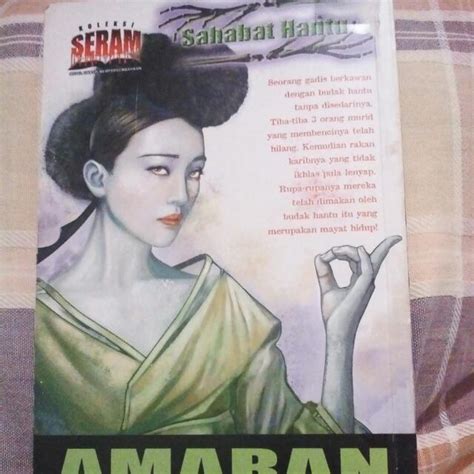 KOLEKSI
SERAM
Sahabat Hantu
Seorang gadis berkawan
dengan budak hantu
tanpa disedarinya.
Tiba-tiba 3 orang murid
yang membencinya telah
hilang. Kemudian rakan
karibnya yang tidak
ikhlas pula lenyap.
Rupa-rupanya mereka
telah dimakan oleh
budak hantu itu yang
merupakan mayat hidup!
AMARAN